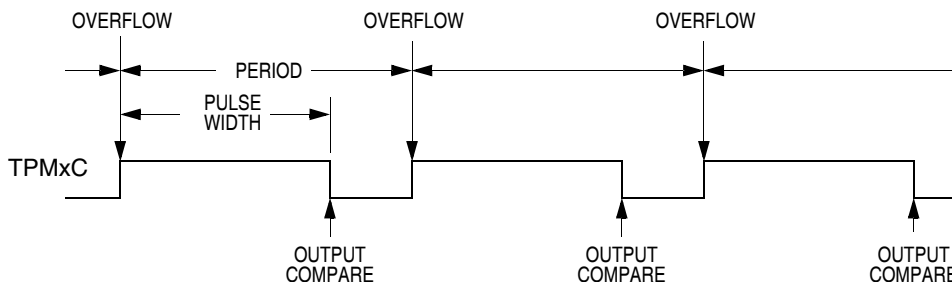 OVERFLOW OVERFLOW OVERFLOW
PERIOD
PULSE
WIDTH
TPMxC
OUTPUT
COMPARE
OUTPUT
COMPARE
OUTPUT
COMPARE